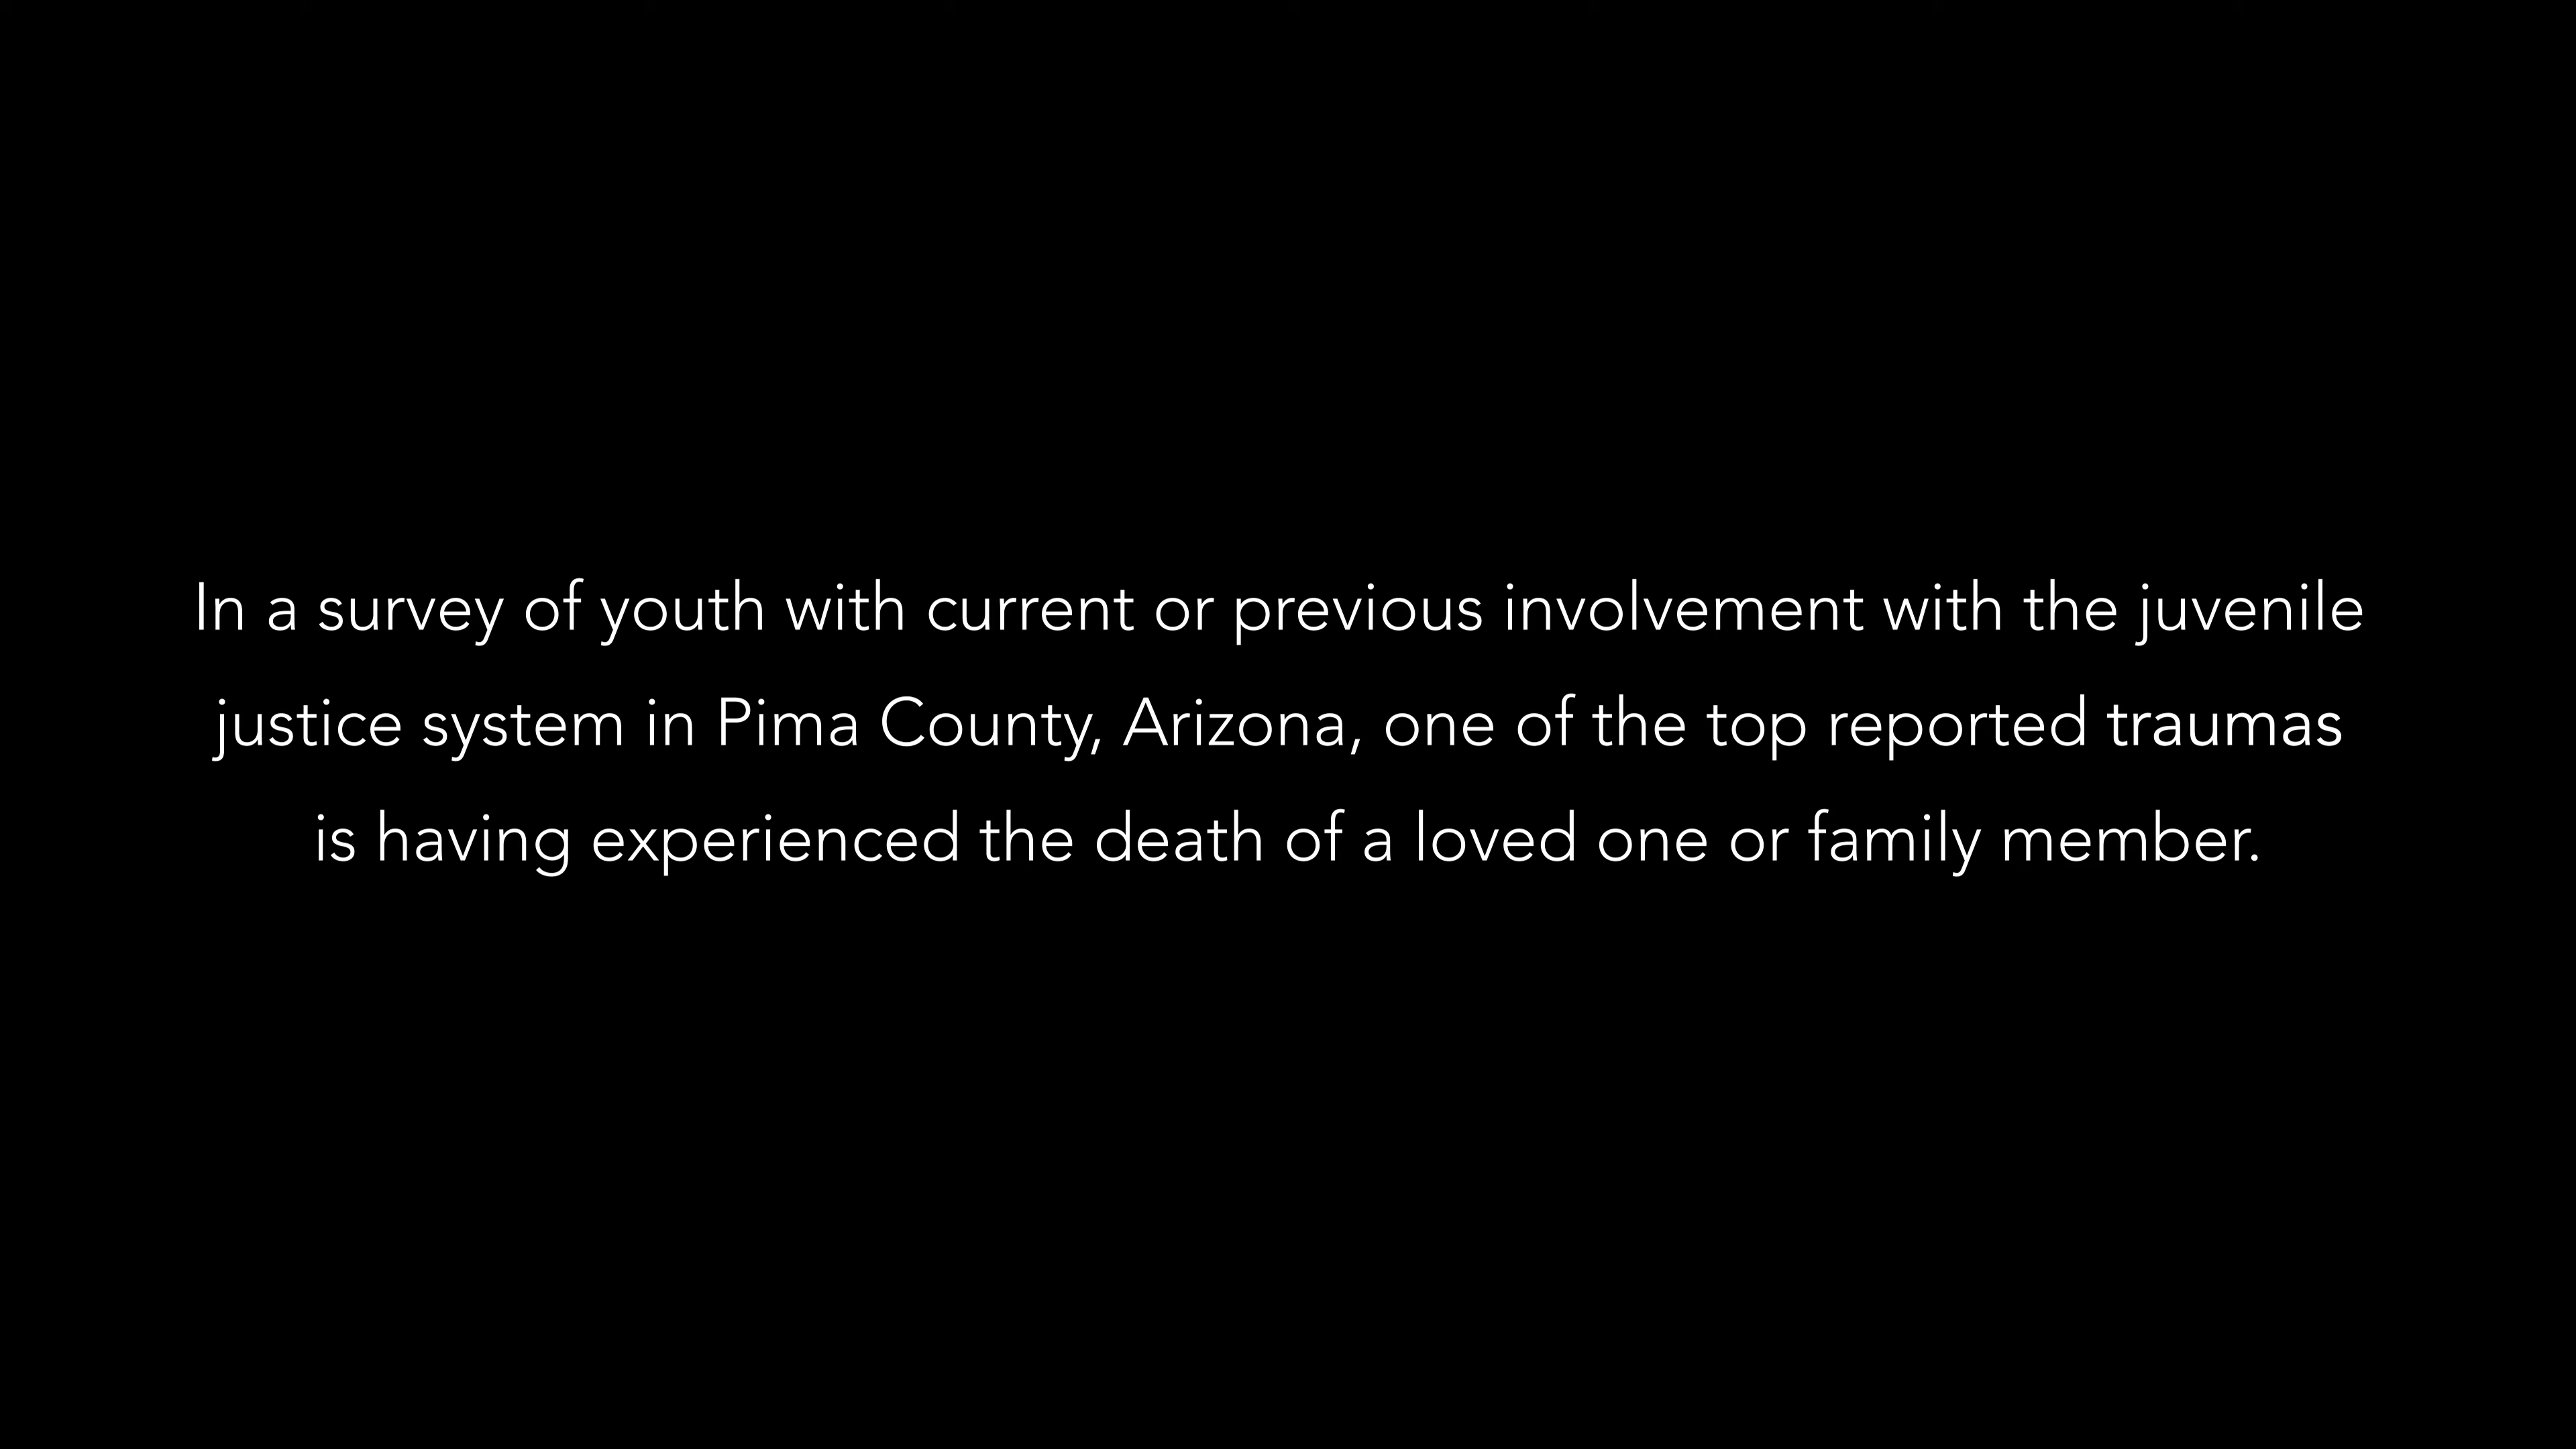 In a survey of youth with current or previous involvement with the juvenile
justice system in Pima County, Arizona, one of the top reported traumas
is having experienced the death of a loved one or family member.